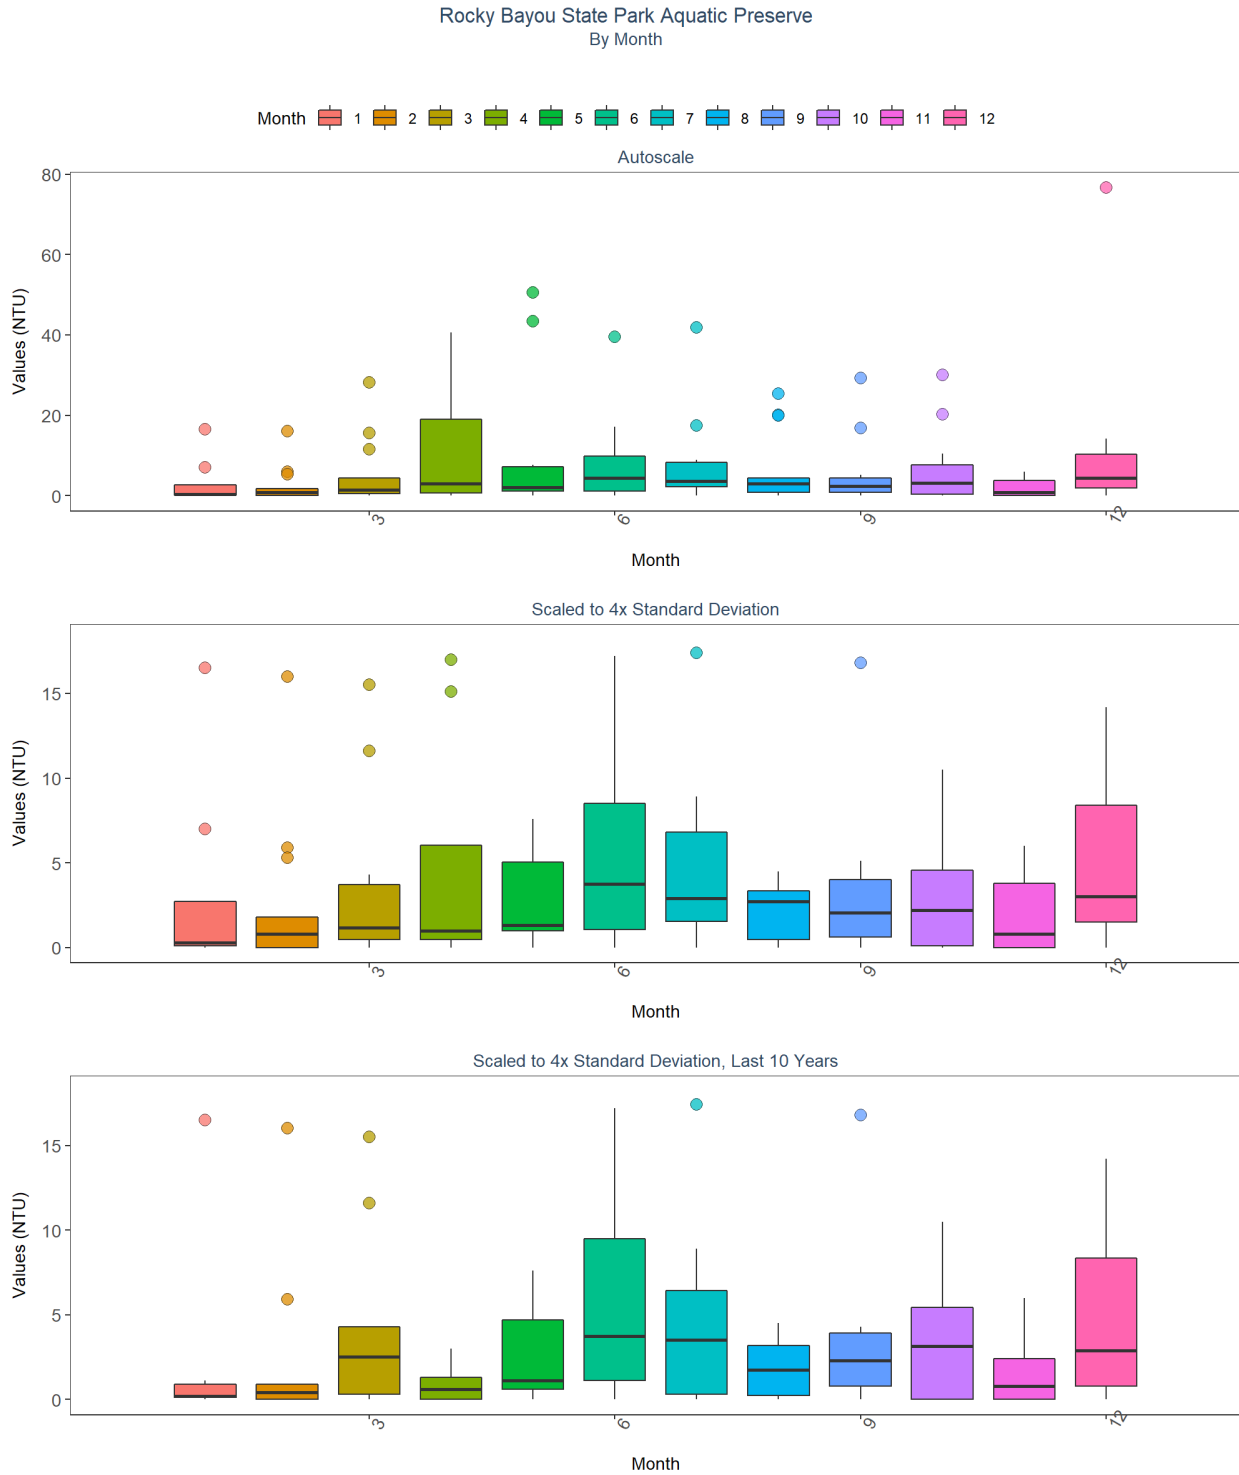 Rocky Bayou State Park Aquatic Preserve
By Month
Month 1 2 3 4 5 6 7 8 9 10 11 12
Autoscale
80
60
40
20
0
Values (NTU)
3 6 9 12
Month
Scaled to 4x Standard Deviation
15
10
5
0
Values (NTU)
3 6 9 12
Month
Scaled to 4x Standard Deviation, Last 10 Years
15
10
5
0
Values (NTU)
3 6 9 12
Month